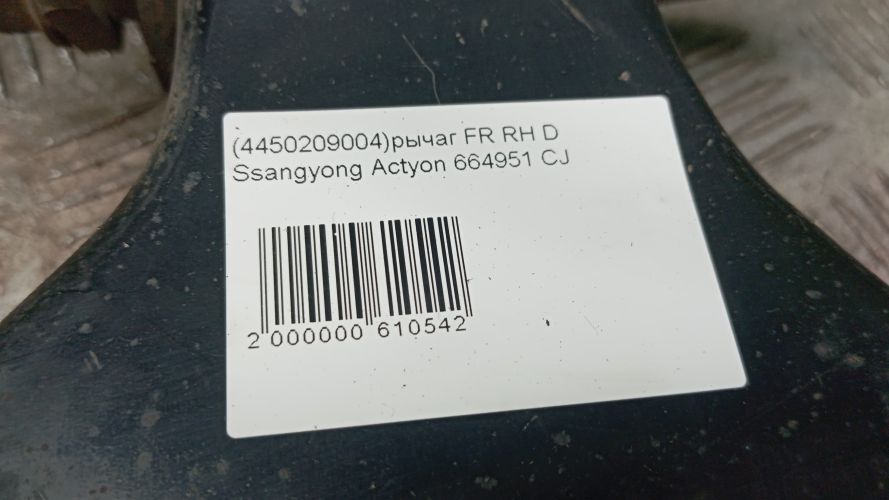 (4450209004)рычаг FR RH D
Ssangyong Actyon 664951 CJ
2 000000 610542